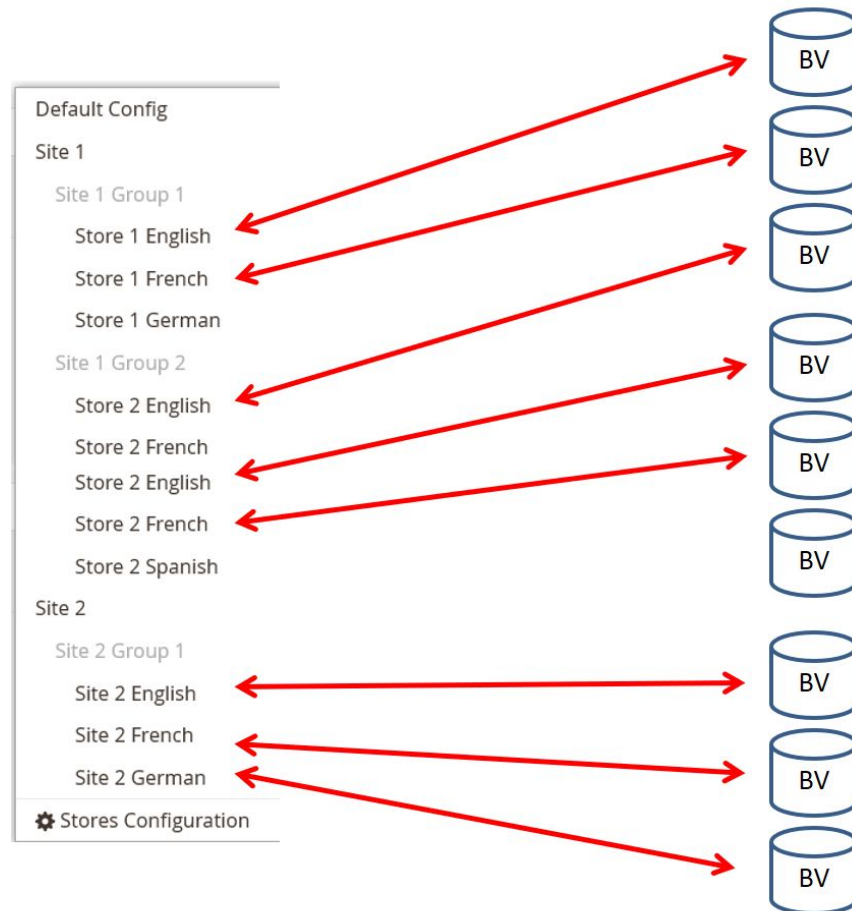 Default Config
Site 1
Site 1 Group 1
Store 1 English
Store 1 French
Store 1 German
Site 1 Group 2
Store 2 English
Store 2 French
Store 2 English
Store 2 French
Store 2 Spanish
Site 2
Site 2 Group 1
Site 2 English
Site 2 French
Site 2 German
Stores Configuration
BV
BV
BV
BV
BV
BV
BV
BV
BV